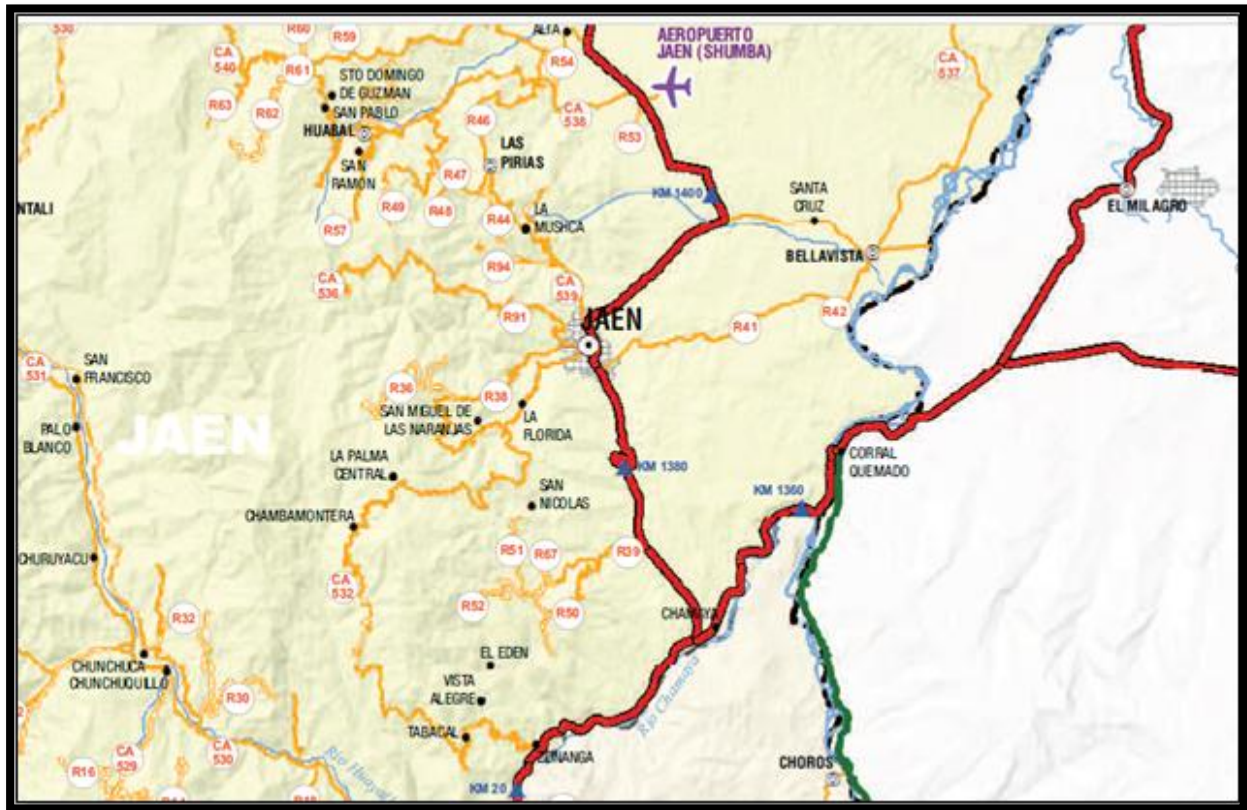 530
R60
R59
ALTA
AEROPUERTO
JAEN (SHUMBA)
CA
540
R61
R54
CA
537
STO DOMINGO
DE GUZMAN
R63
R62
SAN PABLO
R46
CA
538
HUABAL
R53
LAS
PIRIAS
SAN
RAMON
R47
KM 1400
SANTA
CRUZ
NTALI
R49
R48
R44
LA
MUSHCA
EL MILAGRO
R57
BELLAVISTA
R94
CA
536
CA
539
R91
JAEN
R42
R41
CA
531
SAN
FRANCISCO
R36
R38
SAN MIGUEL DE
LAS NARANJAS
LA
FLORIDA
PALO
BLANCO
JAEN
LA PALMA
CENTRAL
KM 1380
CORRAL
QUEMADO
SAN
NICOLAS
KM 1360
CHAMBAMONTERA
R51
R67
R39
CHURUYACU
CA
532
R52
R50
R32
CHAMAYA
CHUNCHUCA
CHUNCHUQUILLO
EL EDEN
VISTA
ALEGRE
R30
Río Chamaya
TABACAL
CA
530
CA
529
R16
CHOROS
KM 20